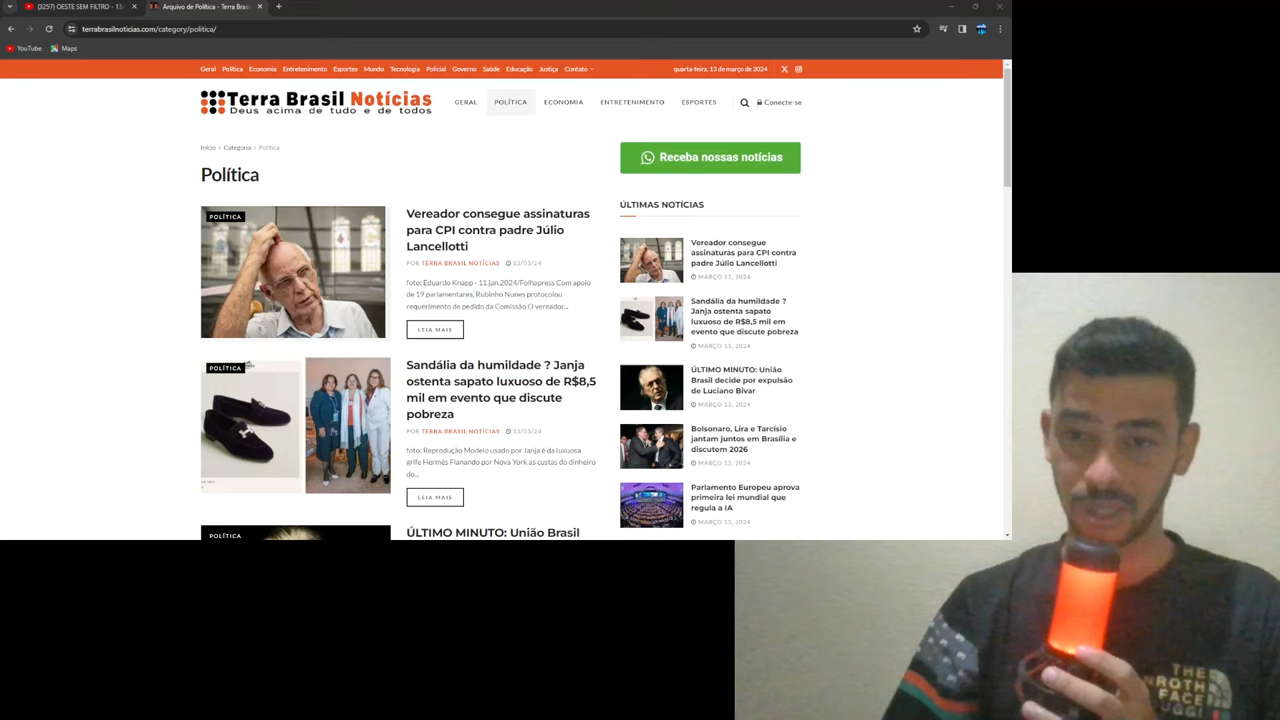 (3257) OESTE SEM FILTRO - 13/
Arquivo de Política - Terra Bras
terrabrasilnoticias.com/category/politica/
YouTube Maps
Geral Política Economia Entretenimento Esportes Mundo Tecnologia Policial Governo Saúde Educação Justiça Contato
quarta-feira, 13 de março de 2024
Terra Brasil Notícias
Deus acima de tudo e de todos
GERAL POLÍTICA ECONOMIA ENTRETENIMENTO ESPORTES
Conecte-se
Início > Categoria > Política
Política
POLÍTICA
Vereador consegue assinaturas
para CPI contra padre Júlio
Lancellotti
POR TERRA BRASIL NOTÍCIAS 13/03/24
foto: Eduardo Knapp - 11.jan.2024/Folhapress Com apoio
de 19 parlamentares, Rubinho Nunes protocolou
requerimento de pedido da Comissão O vereador...
LEIA MAIS
POLÍTICA
Sandália da humildade ? Janja
ostenta sapato luxuoso de R$8,5
mil em evento que discute
pobreza
POR TERRA BRASIL NOTÍCIAS 13/03/24
foto: Reprodução Modelo usado por Janja é da luxuosa
grife Hermès Flanando por Nova York as custas do dinheiro
do...
LEIA MAIS
POLÍTICA
ÚLTIMO MINUTO: União Brasil
Receba nossas notícias
ÚLTIMAS NOTÍCIAS
Vereador consegue
assinaturas para CPI contra
padre Júlio Lancellotti
MARÇO 13, 2024
Sandália da humildade ?
Janja ostenta sapato
luxuoso de R$8,5 mil em
evento que discute pobreza
MARÇO 13, 2024
ÚLTIMO MINUTO: União
Brasil decide por expulsão
de Luciano Bivar
MARÇO 13, 2024
Bolsonaro, Lira e Tarcísio
jantam juntos em Brasília e
discutem 2026
MARÇO 13, 2024
Parlamento Europeu aprova
primeira lei mundial que
regula a IA
MARÇO 13, 2024
THE
ROTH
FACE
UGGI